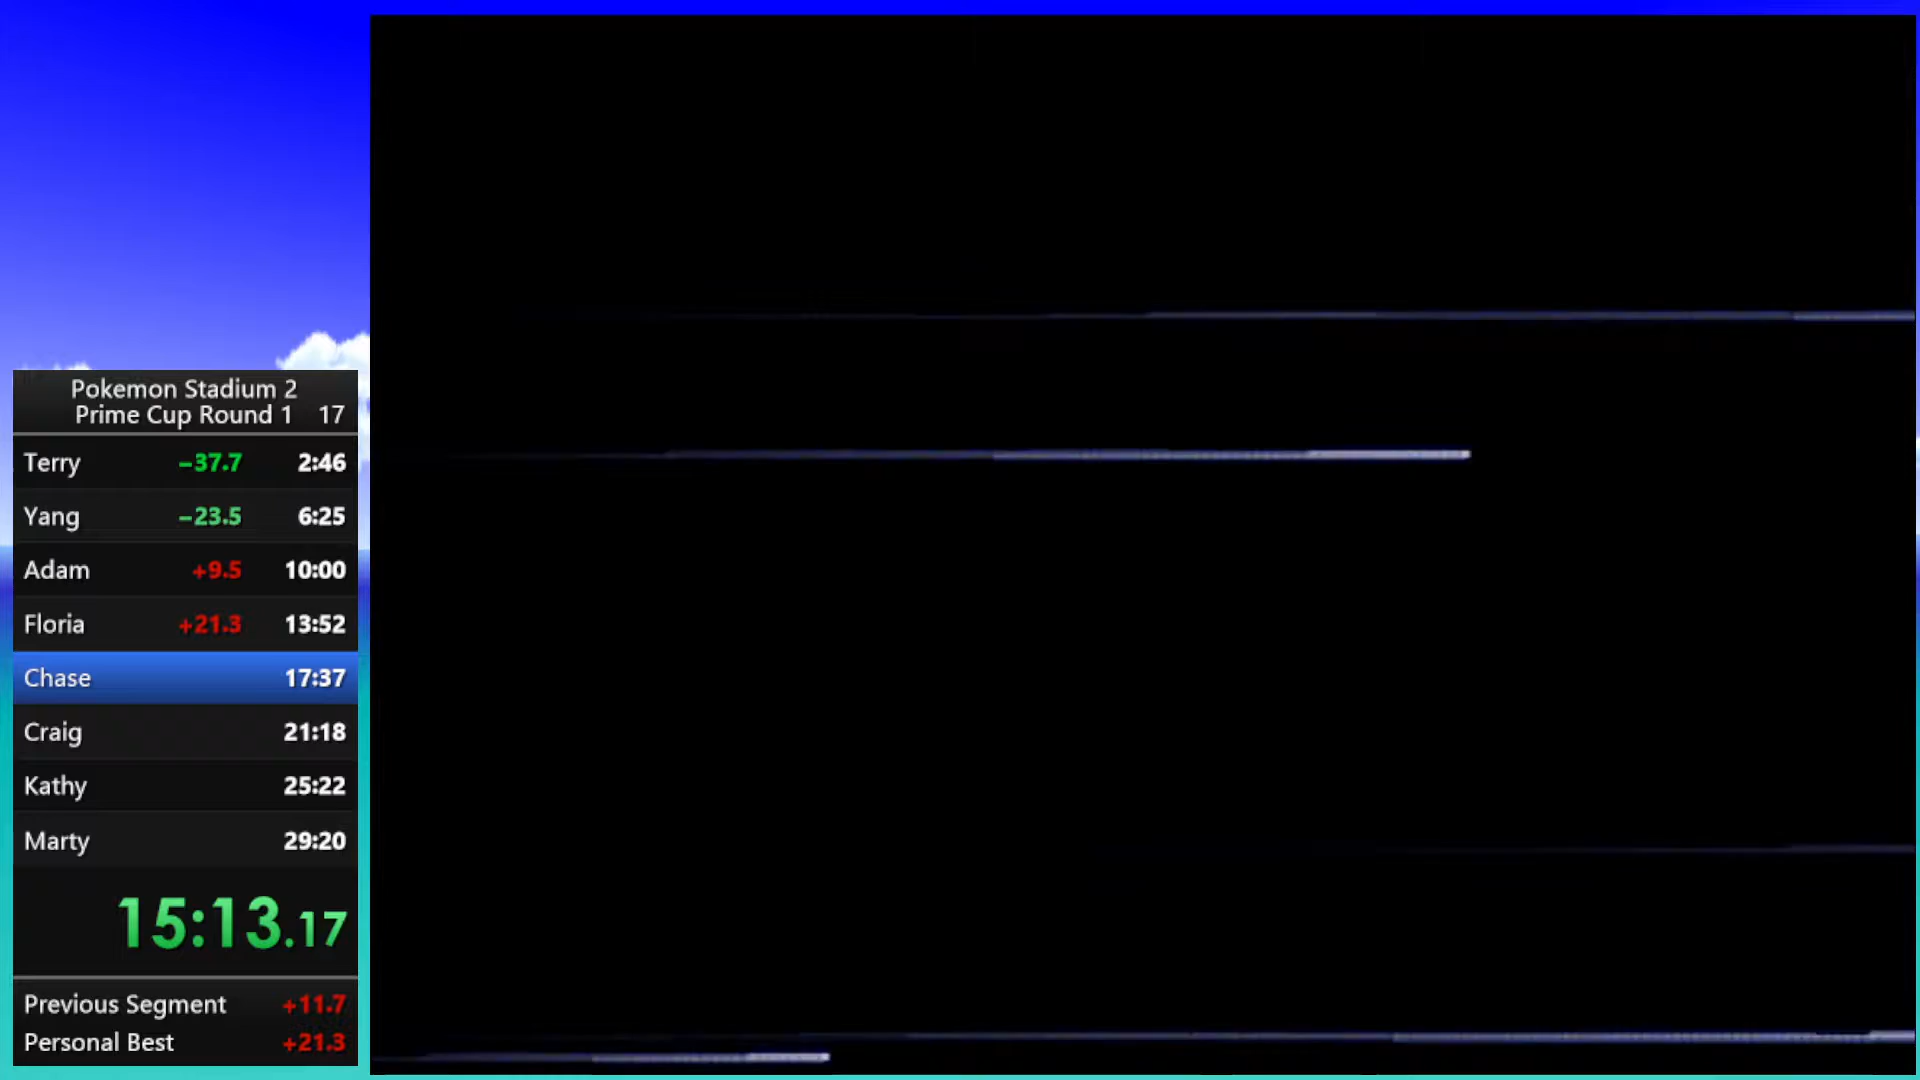 Pokemon Stadium 2
Prime Cup Round 1 17
Terry -37.7 2:46
Yang -23.5 6:25
Adam +9.5 10:00
Floria +21.3 13:52
Chase 17:37
Craig 21:18
Kathy 25:22
Marty 29:20
15:13.17
Previous Segment +11.7
Personal Best +21.3